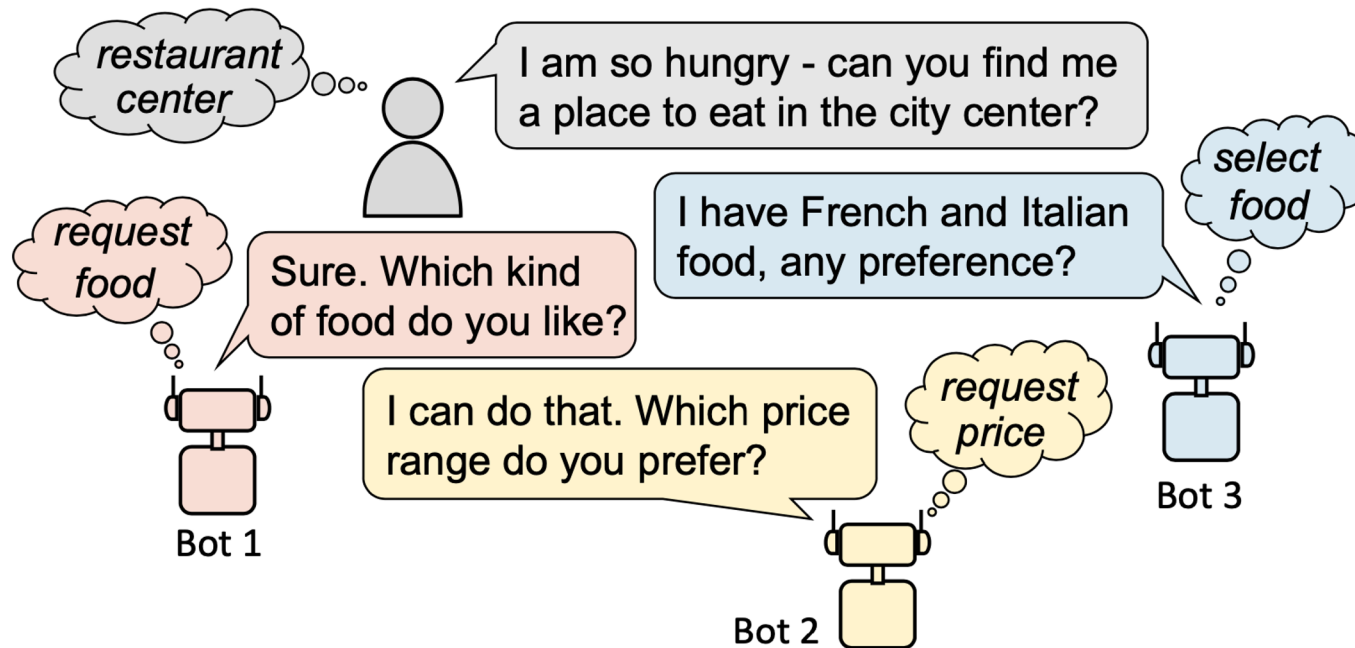 restaurant
center
I am so hungry - can you find me
a place to eat in the city center?
select
food
I have French and Italian
food, any preference?
request
food
Sure. Which kind
of food do you like?
request
price
I can do that. Which price
range do you prefer?
Bot 3
Bot 1
Bot 2